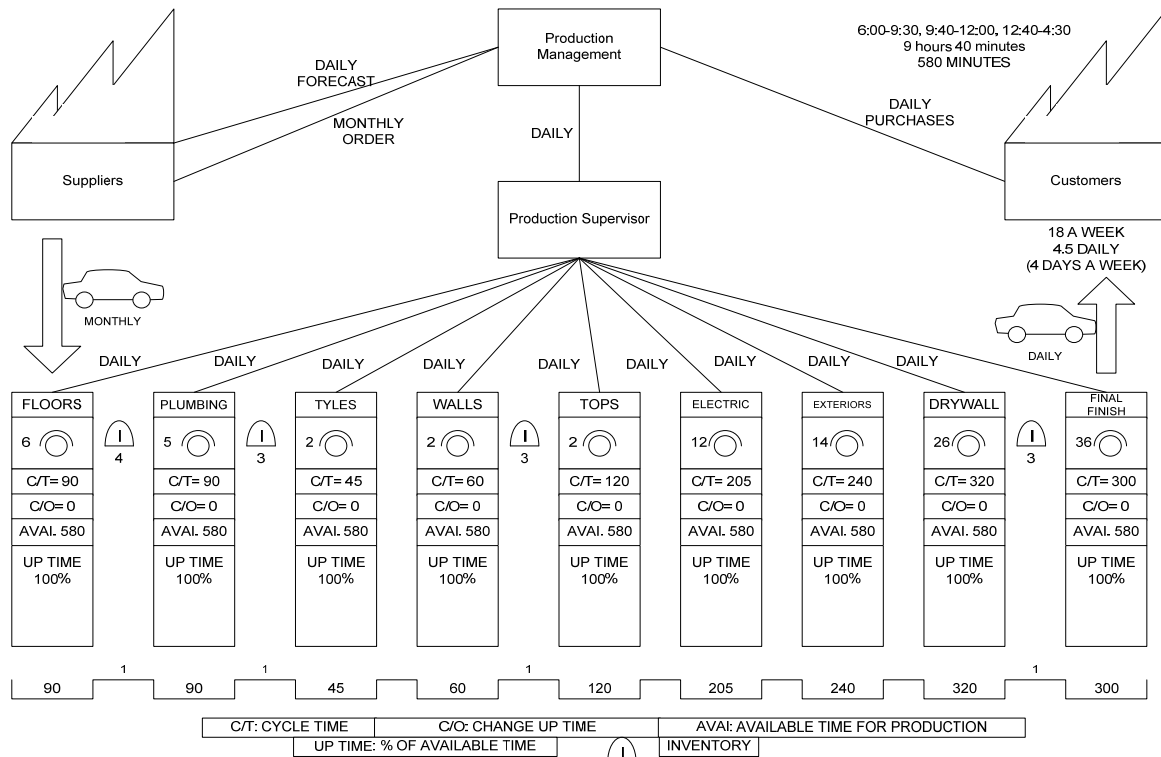 Production
Management
6:00-9:30, 9:40-12:00, 12:40-4:30
9 hours 40 minutes
580 MINUTES
DAILY
FORECAST
MONTHLY
ORDER
DAILY
DAILY
PURCHASES
Suppliers
Production Supervisor
Customers
18 A WEEK
4.5 DAILY
(4 DAYS A WEEK)
MONTHLY
DAILY
DAILY
DAILY
DAILY
DAILY
DAILY
DAILY
DAILY
DAILY
DAILY
FLOORS
PLUMBING
TYLES
WALLS
TOPS
ELECTRIC
EXTERIORS
DRYWALL
FINAL
FINISH
6
I
4
5
I
3
2
2
I
3
2
12
14
26
I
3
36
C/T= 90
C/T= 90
C/T= 45
C/T= 60
C/T= 120
C/T= 205
C/T= 240
C/T= 320
C/T= 300
C/O= 0
C/O= 0
C/O= 0
C/O= 0
C/O= 0
C/O= 0
C/O= 0
C/O= 0
C/O= 0
AVAI. 580
AVAI. 580
AVAI. 580
AVAI. 580
AVAI. 580
AVAI. 580
AVAI. 580
AVAI. 580
AVAI. 580
UP TIME
100%
UP TIME
100%
UP TIME
100%
UP TIME
100%
UP TIME
100%
UP TIME
100%
UP TIME
100%
UP TIME
100%
UP TIME
100%
1
1
1
1
90
90
45
60
120
205
240
320
300
C/T: CYCLE TIME
C/O: CHANGE UP TIME
AVAI: AVAILABLE TIME FOR PRODUCTION
UP TIME: % OF AVAILABLE TIME
I
INVENTORY